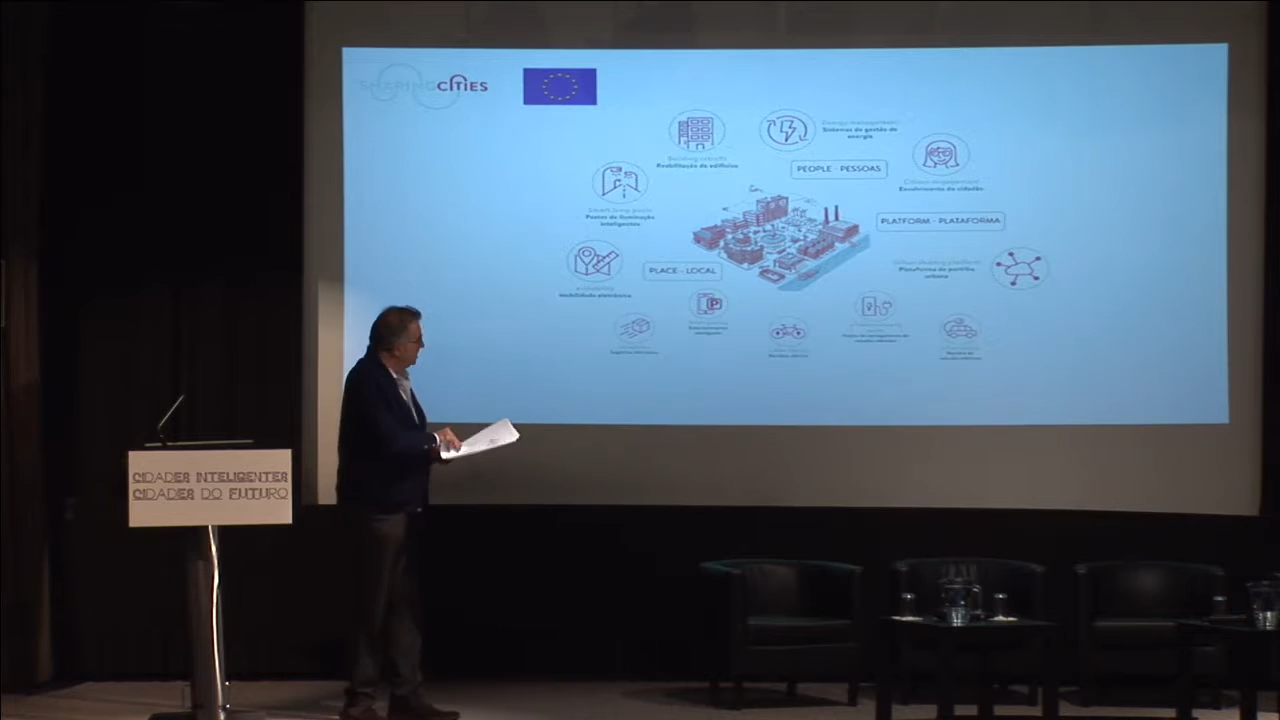 SHARING CITIES
Energy management
Sistemas de gestão de
energia
Building retrofit
Reabilitação de edifícios
PEOPLE - PESSOAS
Citizen engagement
Envolvimento do cidadão
Smart lamp posts
Postes de iluminação
inteligentes
PLATFORM - PLATAFORMA
Urban sharing platform
Plataforma de partilha
urbana
PLACE - LOCAL
e-mobility
Mobilidade eletrónica
P
CIDADES INTELIGENTES
CIDADES DO FUTURO